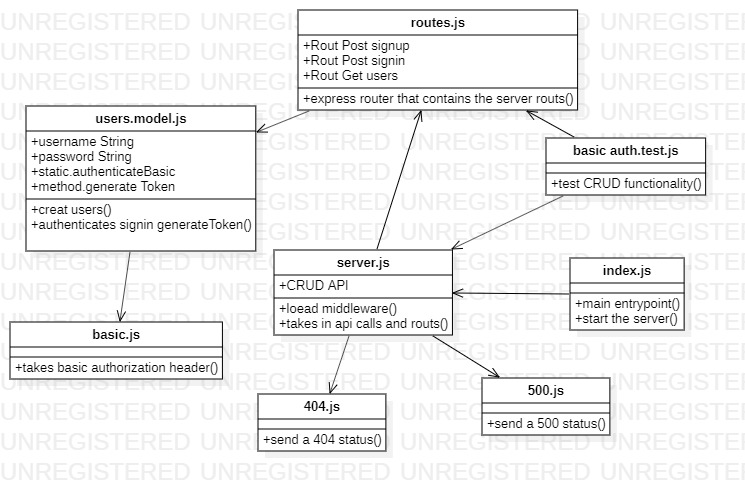 routes.js
+Rout Post signup
+Rout Post signin
+Rout Get users
+express router that contains the server routs()
users.model.js
+username String
+password String
+static.authenticateBasic
+method.generate Token
+creat users()
+authenticates signin generateToken()
basic auth.test.js
+test CRUD functionality()
server.js
+CRUD API
+loead middleware()
+takes in api calls and routs()
index.js
+main entrypoint()
+start the server()
basic.js
+takes basic authorization header()
404.js
+send a 404 status()
500.js
+send a 500 status()
UNREGISTERED